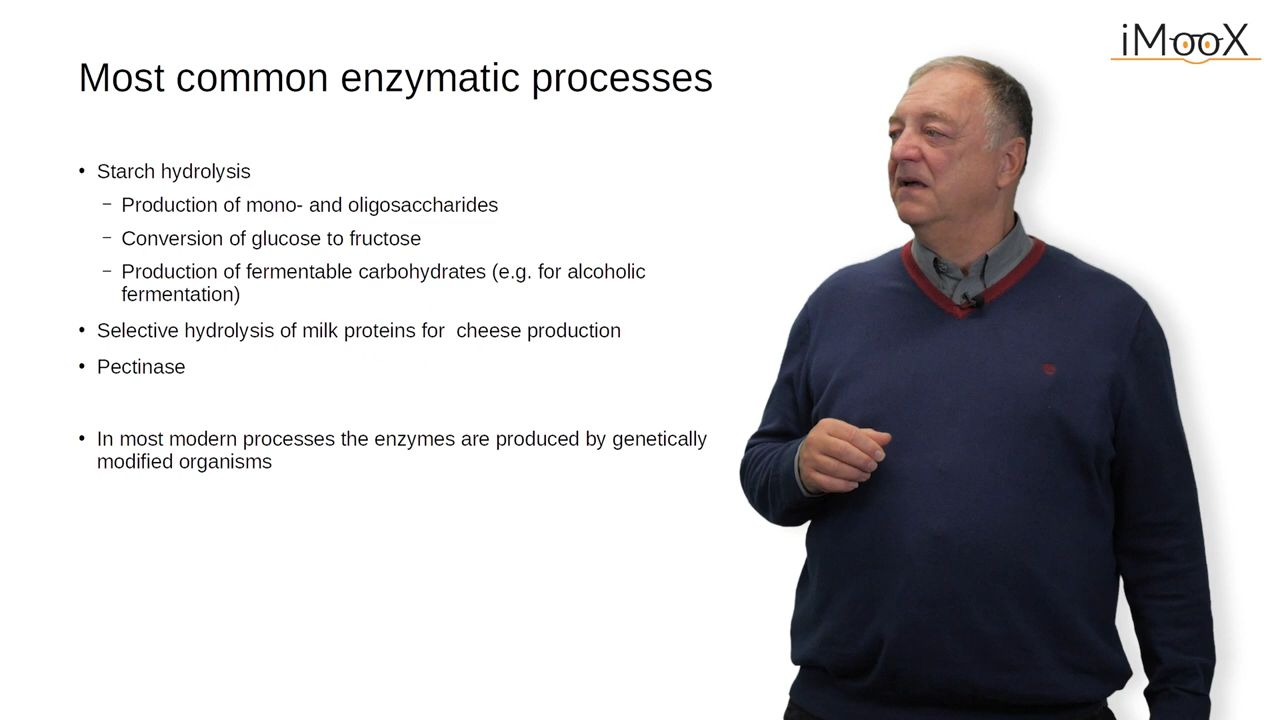 iMooX
Most common enzymatic processes
• Starch hydrolysis
– Production of mono- and oligosaccharides
– Conversion of glucose to fructose
– Production of fermentable carbohydrates (e.g. for alcoholic
fermentation)
• Selective hydrolysis of milk proteins for  cheese production
• Pectinase
• In most modern processes the enzymes are produced by genetically
modified organisms